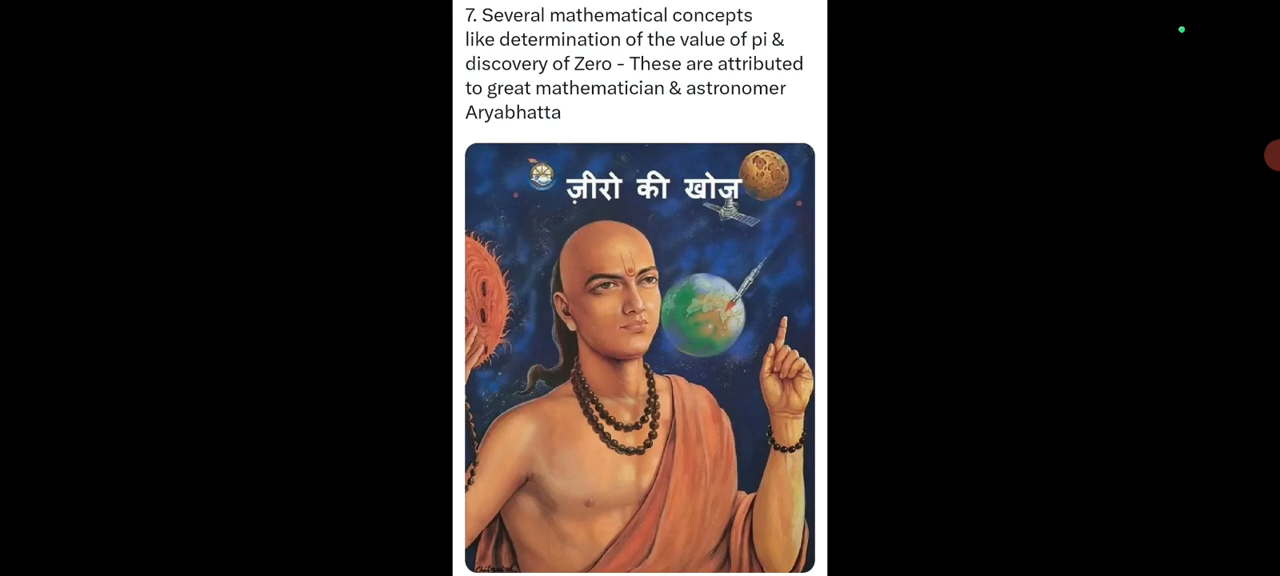 7. Several mathematical concepts
like determination of the value of pi &
discovery of Zero - These are attributed
to great mathematician & astronomer
Aryabhatta
ज़ीरो की खोज